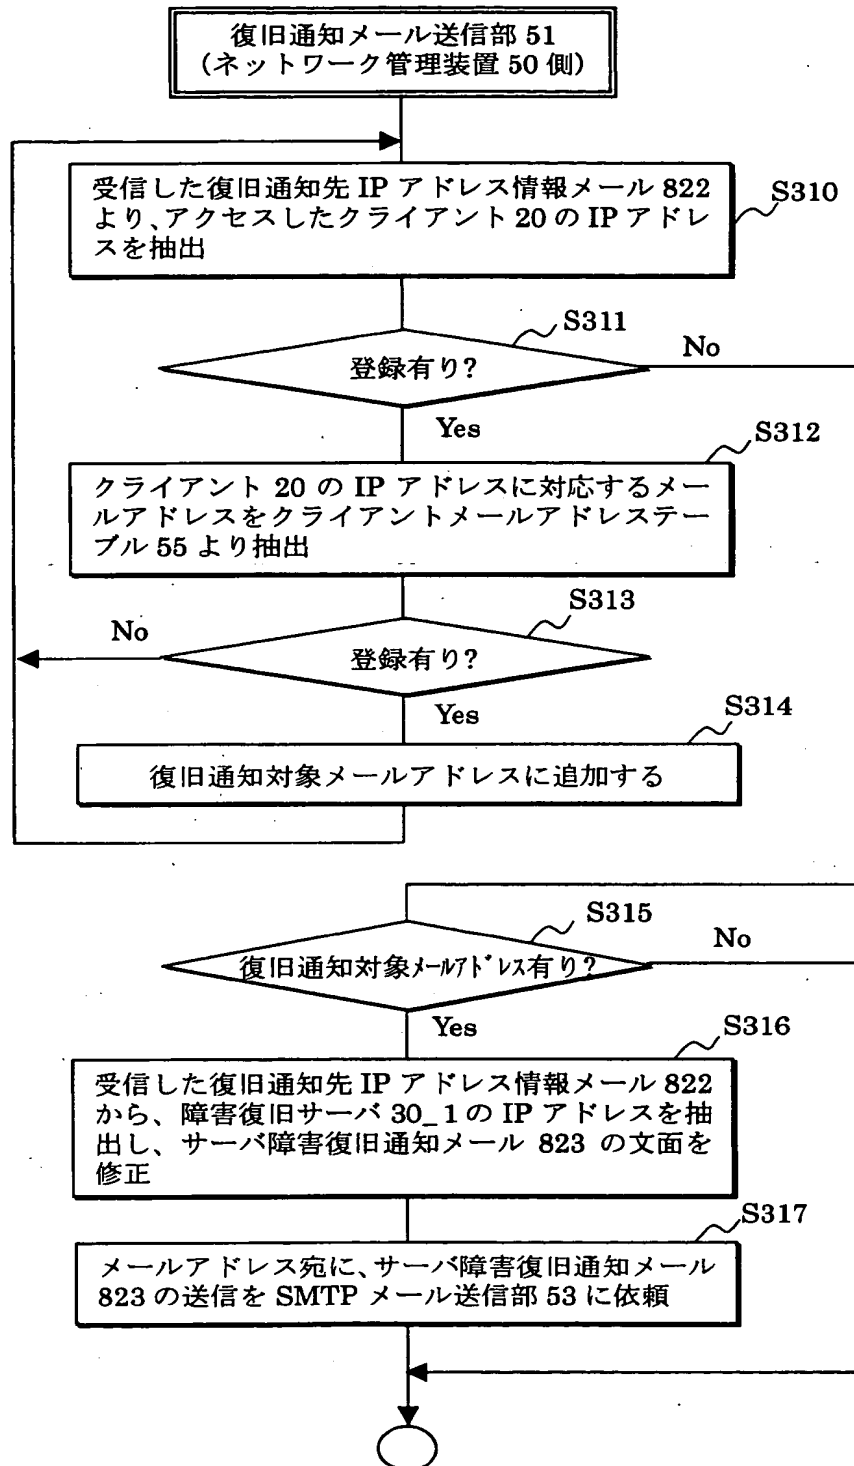 復旧通知メール送信部 51
（ネットワーク管理装置 50 側）
受信した復旧通知先 IP アドレス情報メール 822
より、アクセスしたクライアント 20 の IP アドレ
スを抽出
S310
S311
登録有り?
No
Yes
S312
クライアント 20 の IP アドレスに対応するメー
ルアドレスをクライアントメールアドレステー
ブル 55 より抽出
S313
No
登録有り?
Yes
S314
復旧通知対象メールアドレスに追加する
S315
復旧通知対象ﾒｰﾙｱﾄﾞﾚｽ有り?
No
Yes
S316
受信した復旧通知先 IP アドレス情報メール 822
から、障害復旧サーバ 30_1 の IP アドレスを抽
出し、サーバ障害復旧通知メール 823 の文面を
修正
S317
メールアドレス宛に、サーバ障害復旧通知メール
823 の送信を SMTP メール送信部 53 に依頼